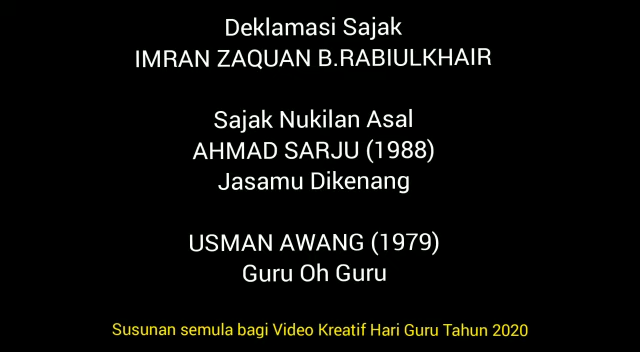 Deklamasi Sajak
IMRAN ZAQUAN B.RABIULKHAIR
Sajak Nukilan Asal
AHMAD SARJU (1988)
Jasamu Dikenang
USMAN AWANG (1979)
Guru Oh Guru
Susunan semula bagi Video Kreatif Hari Guru Tahun 2020